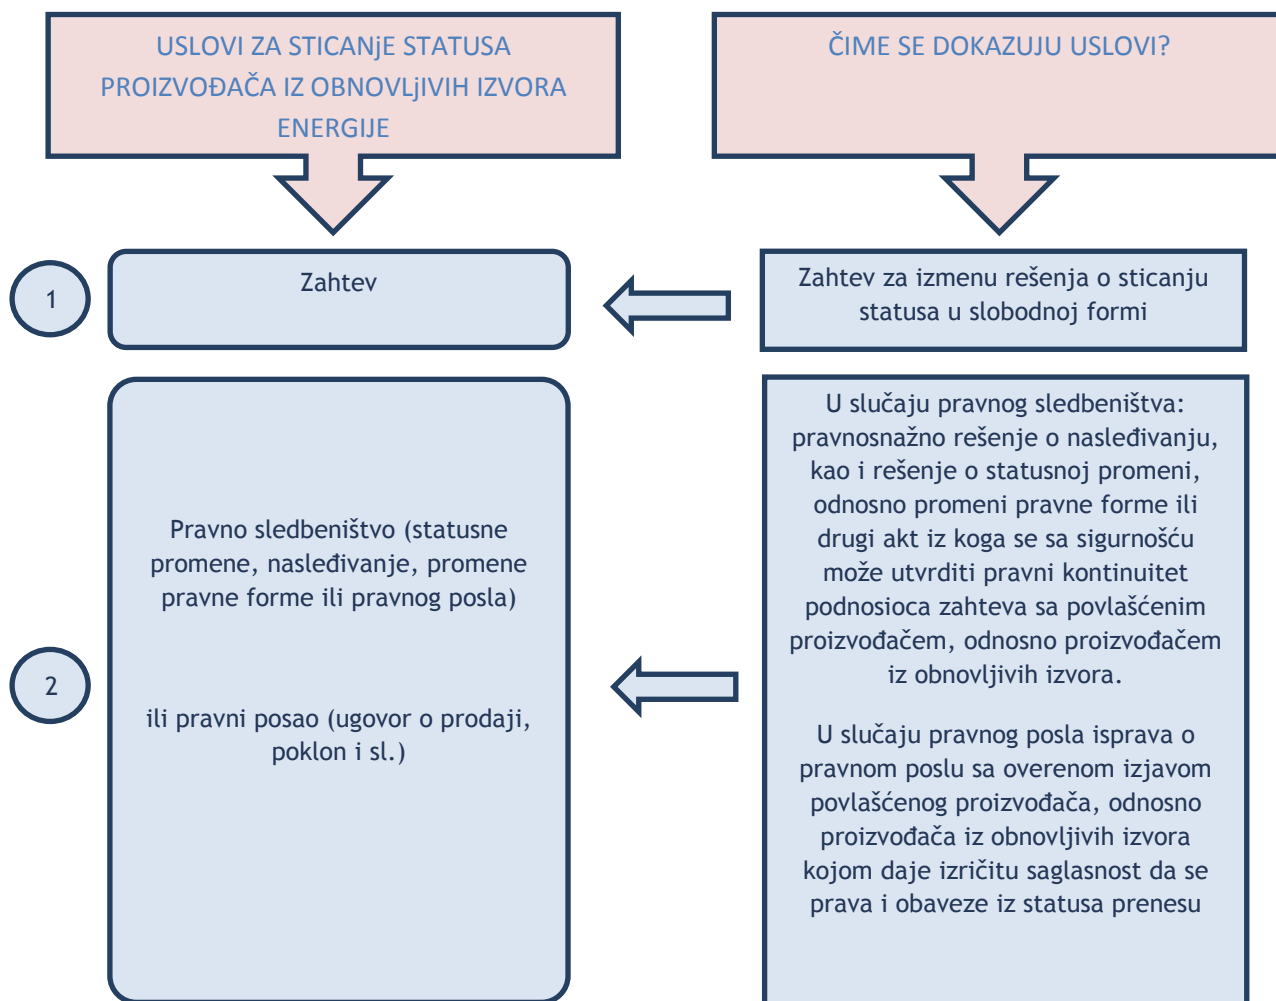 USLOVI ZA STICANjE STATUSA
PROIZVOĐAČA IZ OBNOVLjIVIH IZVORA
ENERGIJE
ČIME SE DOKAZUJU USLOVI?
1
Zahtev
Zahtev za izmenu rešenja o sticanju
statusa u slobodnoj formi
2
Pravno sledbeništvo (statusne
promene, nasleđivanje, promene
pravne forme ili pravnog posla)
ili pravni posao (ugovor o prodaji,
poklon i sl.)
U slučaju pravnog sledbeništva:
pravnosnažno rešenje o nasleđivanju,
kao i rešenje o statusnoj promeni,
odnosno promeni pravne forme ili
drugi akt iz koga se sa sigurnošću
može utvrditi pravni kontinuitet
podnosioca zahteva sa povlašćenim
proizvođačem, odnosno proizvođačem
iz obnovljivih izvora.
U slučaju pravnog posla isprava o
pravnom poslu sa overenom izjavom
povlašćenog proizvođača, odnosno
proizvođača iz obnovljivih izvora
kojom daje izričitu saglasnost da se
prava i obaveze iz statusa prenesu